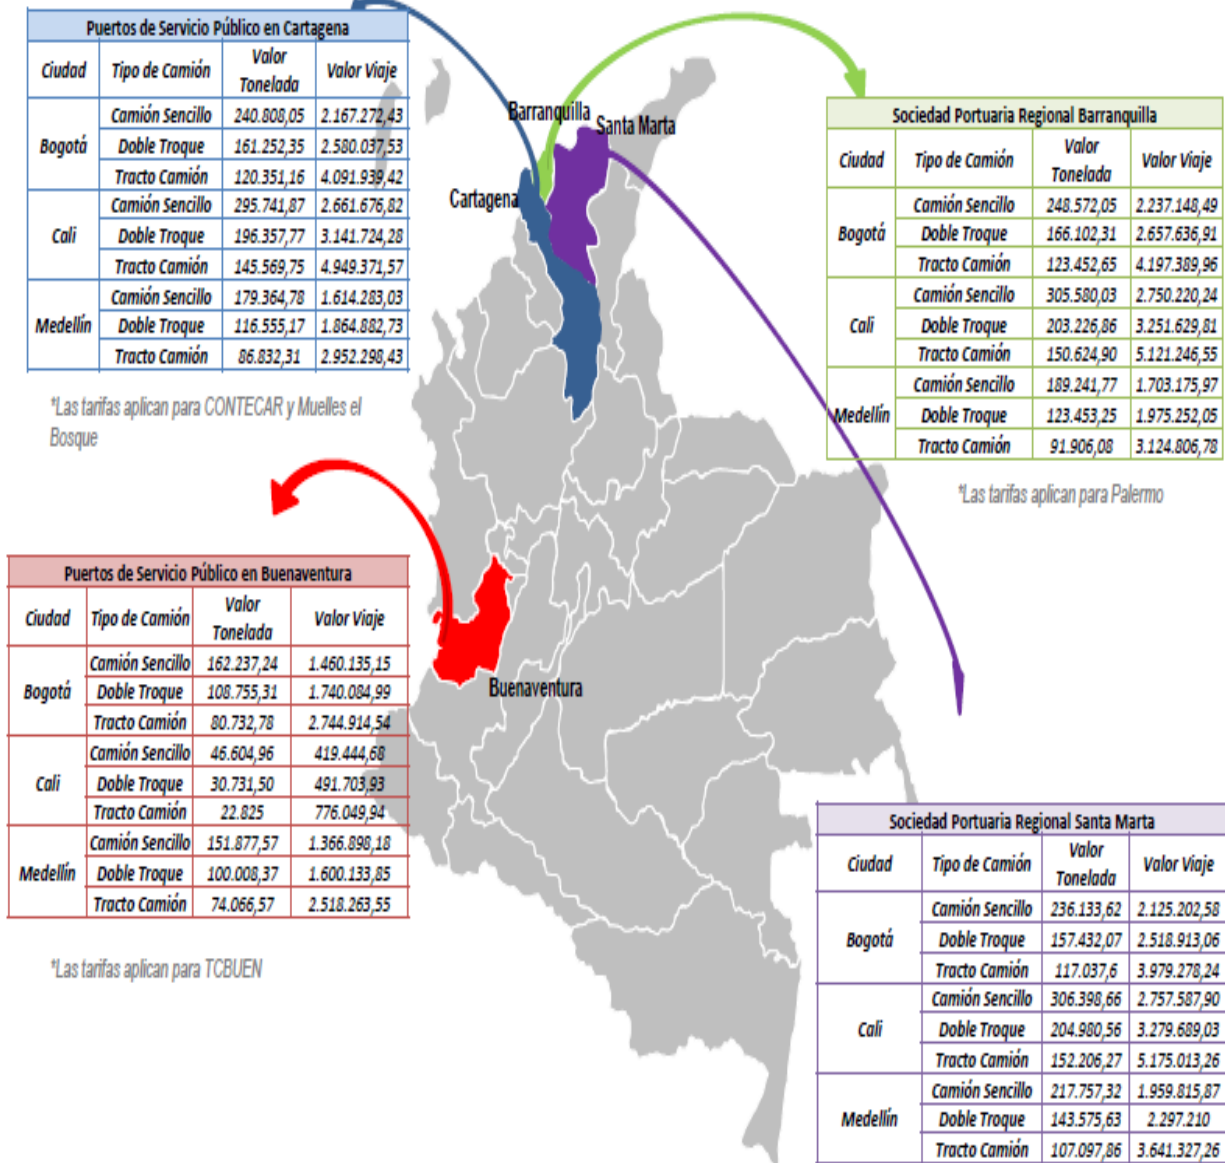 Puertos de Servicio Público en Cartagena
Ciudad Tipo de Camión Valor Tonelada Valor Viaje
Bogotá Camión Sencillo 240.808,05 2.167.272,43
Doble Troque 161.252,35 2.580.037,53
Tracto Camión 120.351,16 4.091.939,42
Cali Camión Sencillo 295.741,87 2.661.676,82
Doble Troque 196.357,77 3.141.724,28
Tracto Camión 145.569,75 4.949.371,57
Medellín Camión Sencillo 179.364,78 1.614.283,03
Doble Troque 116.555,17 1.864.882,73
Tracto Camión 86.832,31 2.952.298,43
*Las tarifas aplican para CONTECAR y Muelles el
Bosque
Barranquilla
Santa Marta
Cartagena
Sociedad Portuaria Regional Barranquilla
Ciudad Tipo de Camión Valor Tonelada Valor Viaje
Bogotá Camión Sencillo 248.572,05 2.237.148,49
Doble Troque 166.102,31 2.657.636,91
Tracto Camión 123.452,65 4.197.389,96
Cali Camión Sencillo 305.580,03 2.750.220,24
Doble Troque 203.226,86 3.251.629,81
Tracto Camión 150.624,90 5.121.246,55
Medellín Camión Sencillo 189.241,77 1.703.175,97
Doble Troque 123.453,25 1.975.252,05
Tracto Camión 91.906,08 3.124.806,78
*Las tarifas aplican para Palermo
Puertos de Servicio Público en Buenaventura
Ciudad Tipo de Camión Valor Tonelada Valor Viaje
Bogotá Camión Sencillo 162.237,24 1.460.135,15
Doble Troque 108.755,31 1.740.084,99
Tracto Camión 80.732,78 2.744.914,54
Cali Camión Sencillo 46.604,96 419.444,68
Doble Troque 30.731,50 491.703,93
Tracto Camión 22.825 776.049,94
Medellín Camión Sencillo 151.877,57 1.366.898,18
Doble Troque 100.008,37 1.600.133,85
Tracto Camión 74.066,57 2.518.263,55
*Las tarifas aplican para TCBUEN
Buenaventura
Sociedad Portuaria Regional Santa Marta
Ciudad Tipo de Camión Valor Tonelada Valor Viaje
Bogotá Camión Sencillo 236.133,62 2.125.202,58
Doble Troque 157.432,07 2.518.913,06
Tracto Camión 117.037,6 3.979.278,24
Cali Camión Sencillo 306.398,66 2.757.587,90
Doble Troque 204.980,56 3.279.689,03
Tracto Camión 152.206,27 5.175.013,26
Medellín Camión Sencillo 217.757,32 1.959.815,87
Doble Troque 143.575,63 2.297.210
Tracto Camión 107.097,86 3.641.327,26